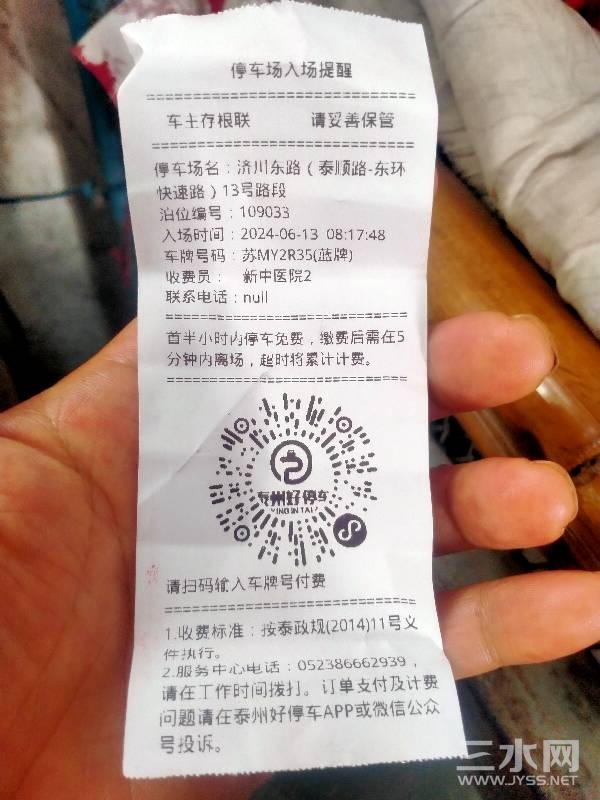 停车场入场提醒
车主存根联 请妥善保管
停车场名：济川东路（泰顺路-东环
快速路）13号路段
泊位编号：109033
入场时间：2024-06-13 08:17:48
车牌号码：苏MY2R35(蓝牌)
收费员： 新中医院2
联系电话：null
首半小时内停车免费，缴费后需在5
分钟内离场，超时将累计计费。
泰州好停车
请扫码输入车牌号付费
1.收费标准：按泰政规(2014)11号文
件执行。
2.服务中心电话：052386662939，
请在工作时间拨打。订单支付及计费
问题请在泰州好停车APP或微信公众
号投诉。
三水网
WWW.JYSS.NET